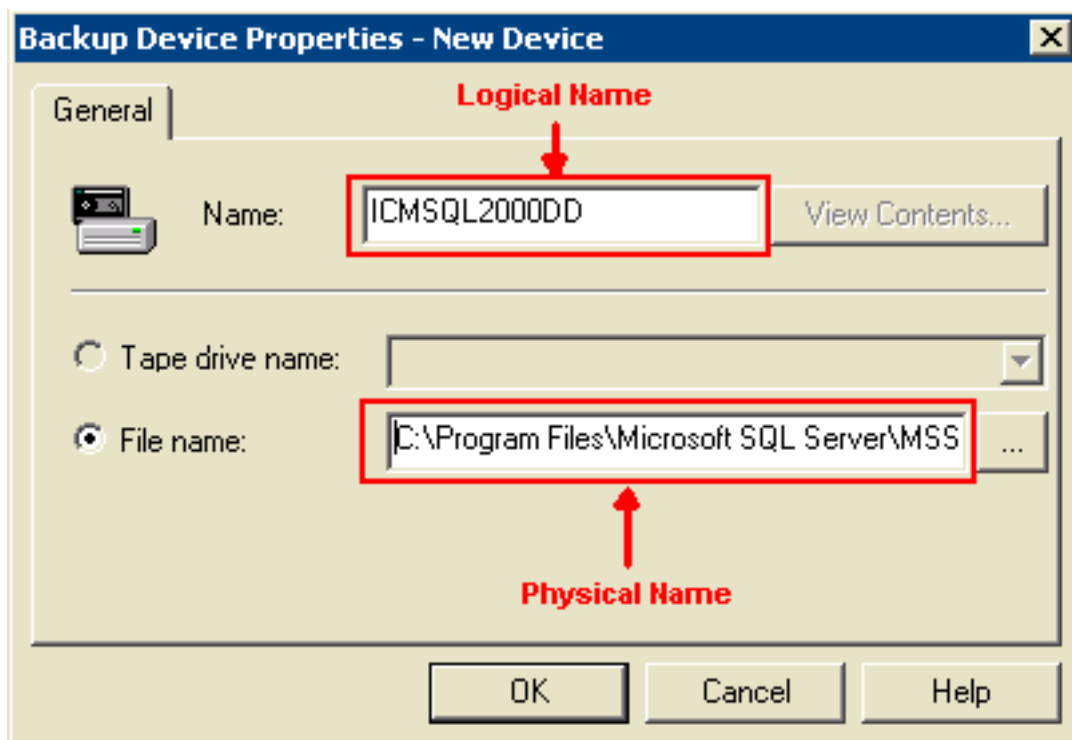 Backup Device Properties - New Device
General
Logical Name
Name:
ICMSQL2000DD
View Contents...
Tape drive name:
File name:
C:\Program Files\Microsoft SQL Server\MSS
...
Physical Name
OK
Cancel
Help